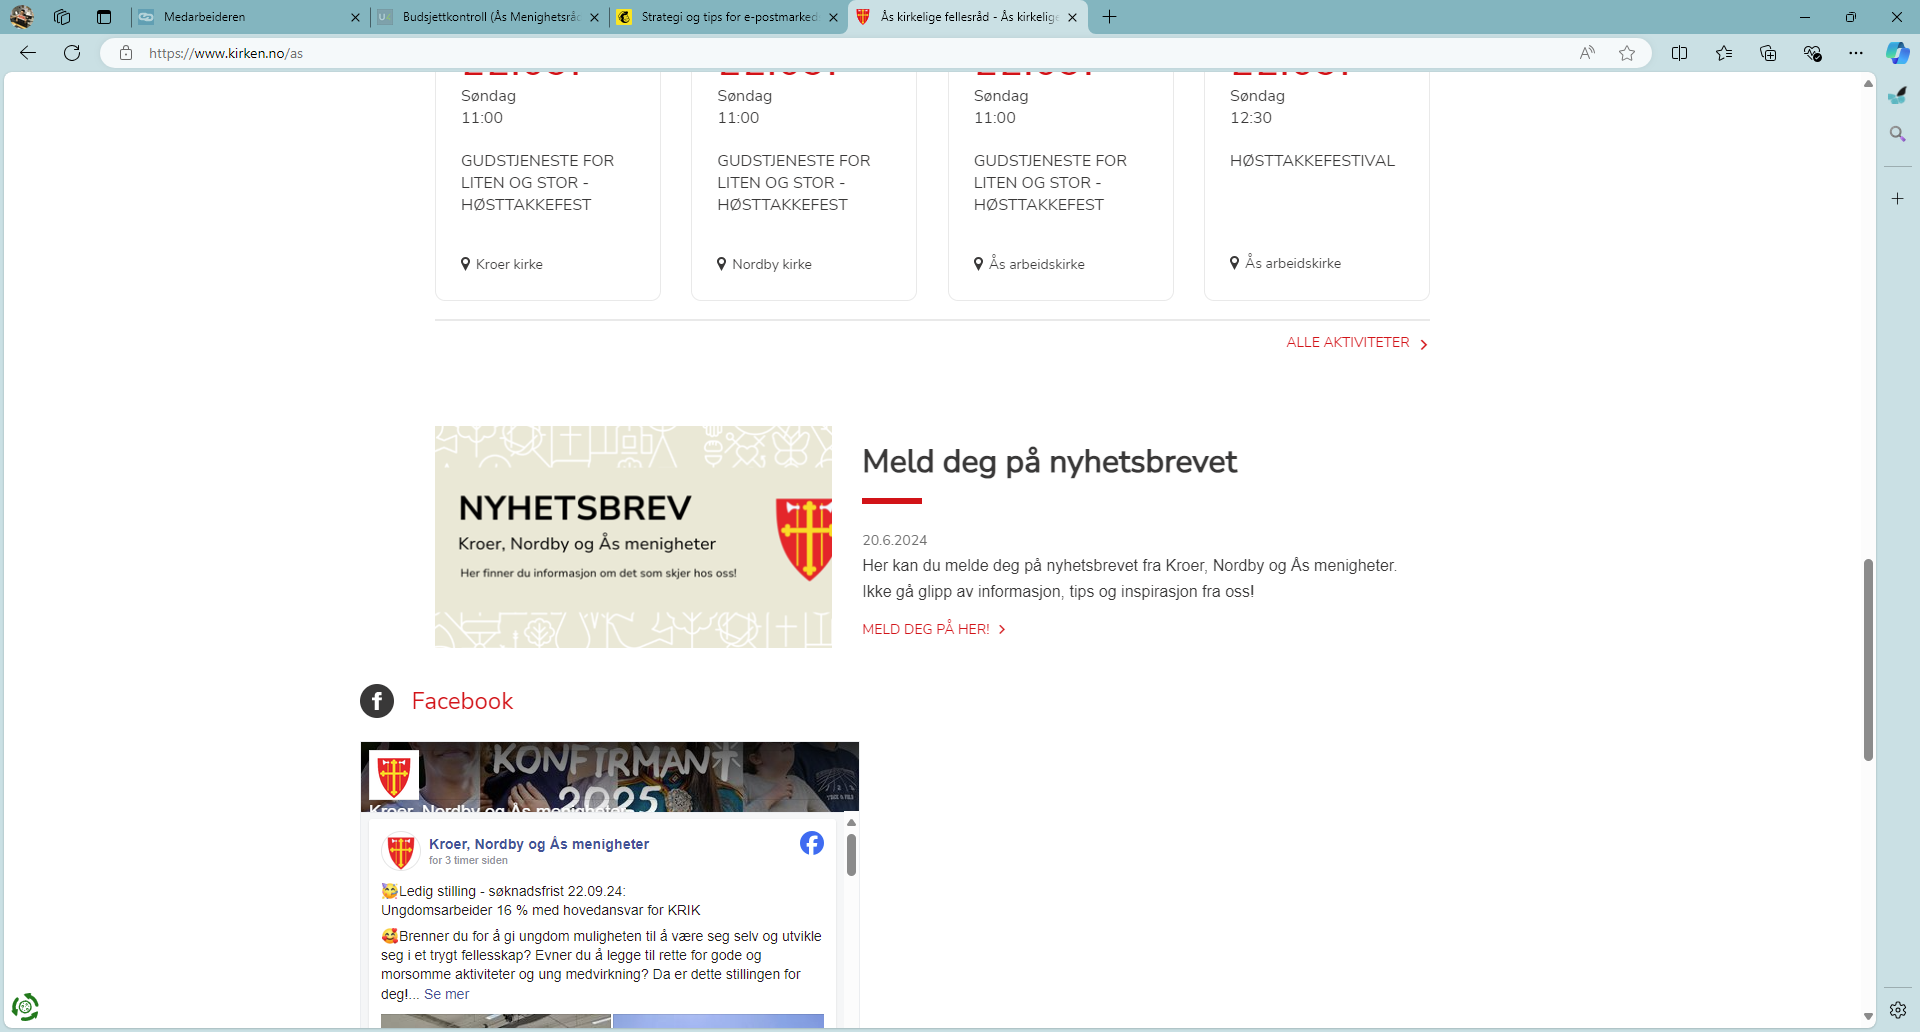 Medarbeideren
Budsjettkontroll (Ås Menighetsråd
Strategi og tips for e-postmarkeds
Ås kirkelige fellesråd - Ås kirkelige
https://www.kirken.no/as
Søndag
11:00
GUDSTJENESTE FOR
LITEN OG STOR -
HØSTTAKKEFEST
Kroer kirke
Søndag
11:00
GUDSTJENESTE FOR
LITEN OG STOR -
HØSTTAKKEFEST
Nordby kirke
Søndag
11:00
GUDSTJENESTE FOR
LITEN OG STOR -
HØSTTAKKEFEST
Ås arbeidskirke
Søndag
12:30
HØSTTAKKEFESTIVAL
Ås arbeidskirke
ALLE AKTIVITETER
NYHETSBREV
Kroer, Nordby og Ås menigheter
Her finner du informasjon om det som skjer hos oss!
Meld deg på nyhetsbrevet
20.6.2024
Her kan du melde deg på nyhetsbrevet fra Kroer, Nordby og Ås menigheter.
Ikke gå glipp av informasjon, tips og inspirasjon fra oss!
MELD DEG PÅ HER!
Facebook
KONFIRMANT
2025
Kroer, Nordby og Ås menigheter
Kroer, Nordby og Ås menigheter
for 3 timer siden
🥳Ledig stilling - søknadsfrist 22.09.24:
Ungdomsarbeider 16 % med hovedansvar for KRIK
🥰Brenner du for å gi ungdom muligheten til å være seg selv og utvikle
seg i et trygt fellesskap? Evner du å legge til rette for gode og
morsomme aktiviteter og ung medvirkning? Da er dette stillingen for
deg!... Se mer